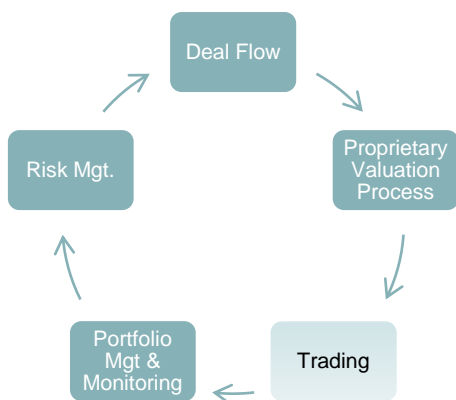 Deal Flow
Proprietary
Valuation
Process
Trading
Portfolio
Mgt &
Monitoring
Risk Mgt.